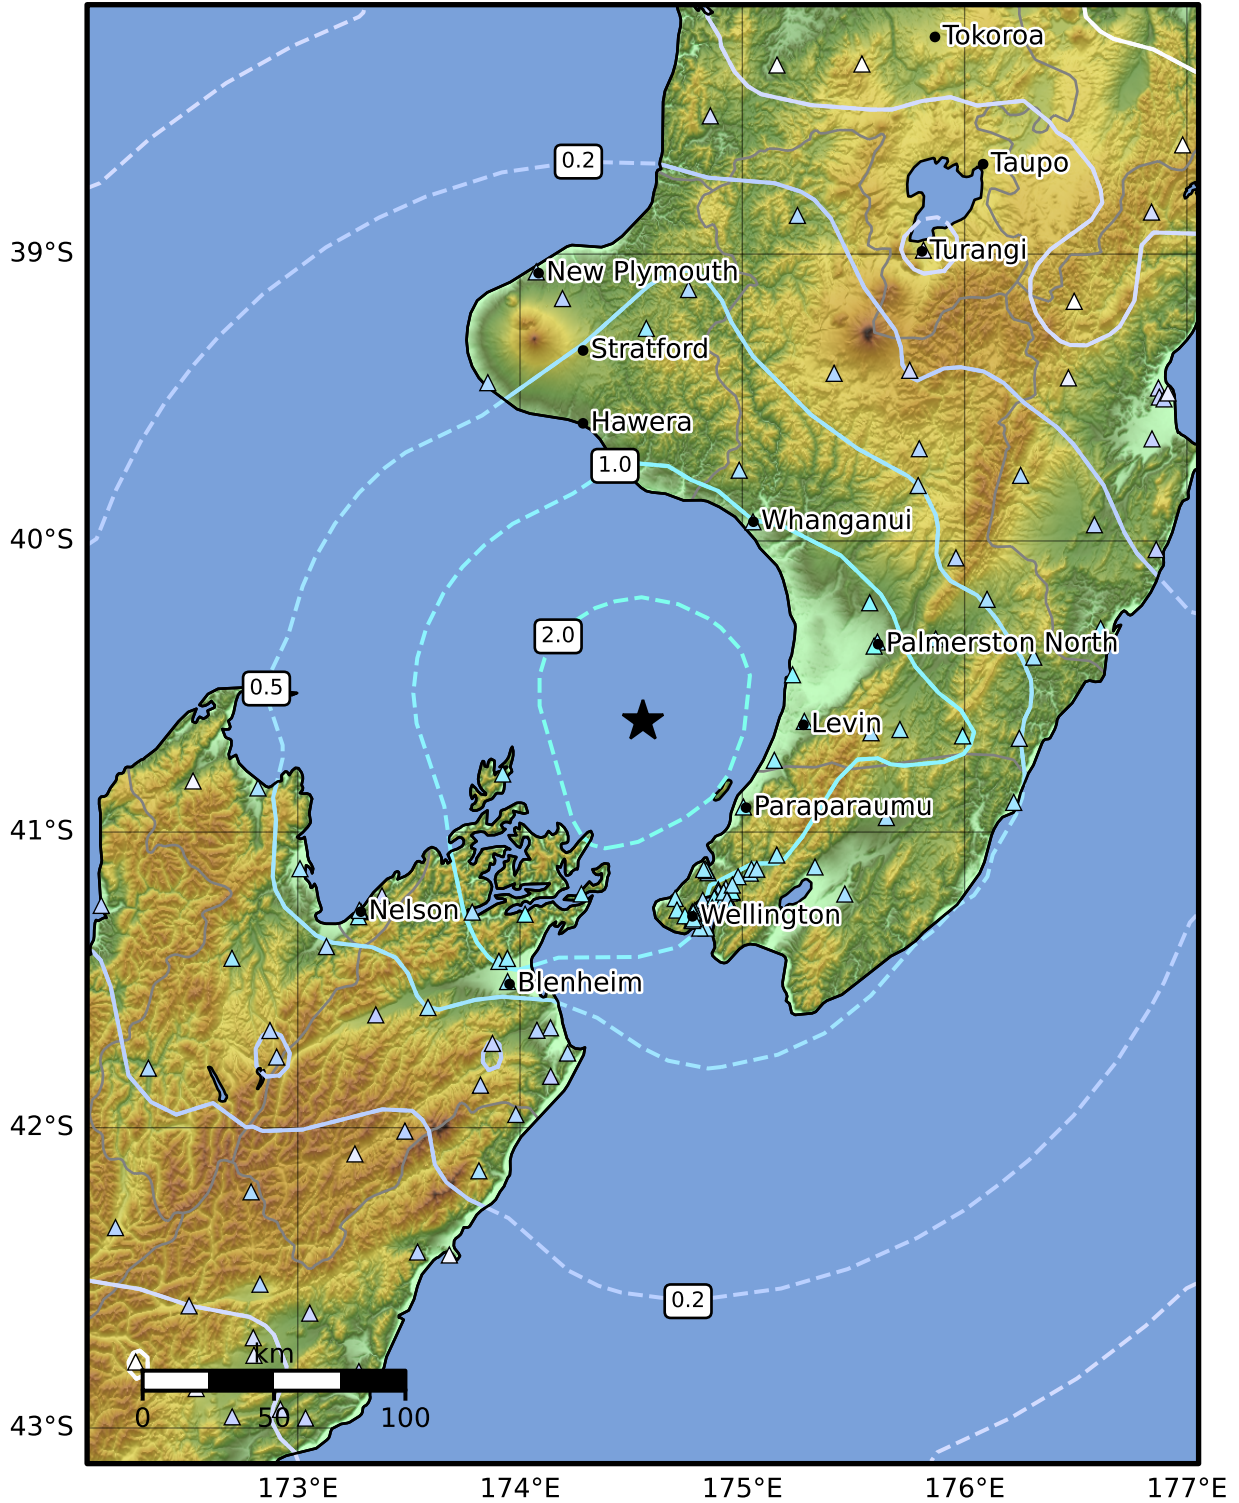 Tokoroa
0.2
Taupo
39°S
Turangi
New Plymouth
Stratford
Hawera
1.0
Whanganui
40°S
2.0
Palmerston North
0.5
Levin
Paraparaumu
41°S
Nelson
Wellington
Blenheim
42°S
0.2
km
0 50 100
43°S
173°E 174°E 175°E 176°E 177°E